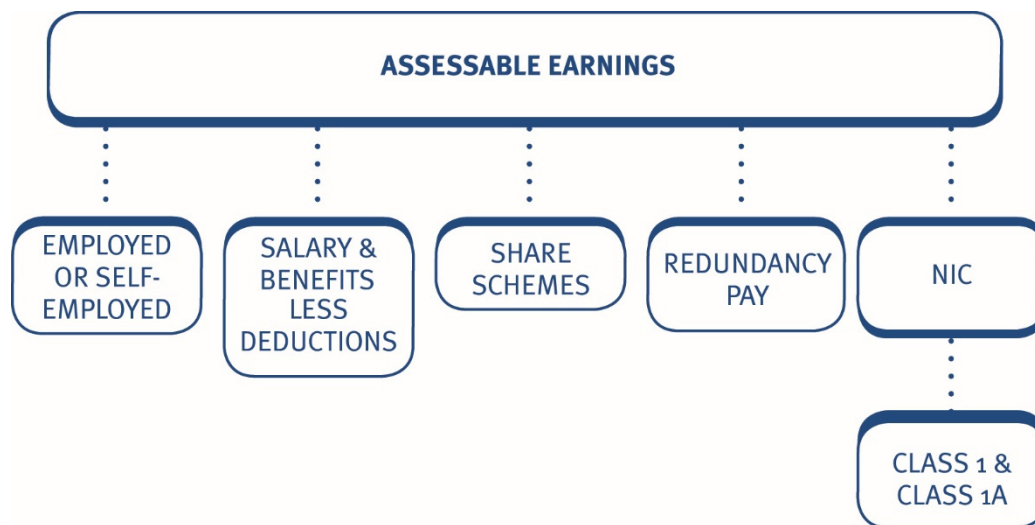 ASSESSABLE EARNINGS
EMPLOYED
OR SELF-
EMPLOYED
SALARY &
BENEFITS
LESS
DEDUCTIONS
SHARE
SCHEMES
REDUNDANCY
PAY
NIC
CLASS 1 &
CLASS 1A